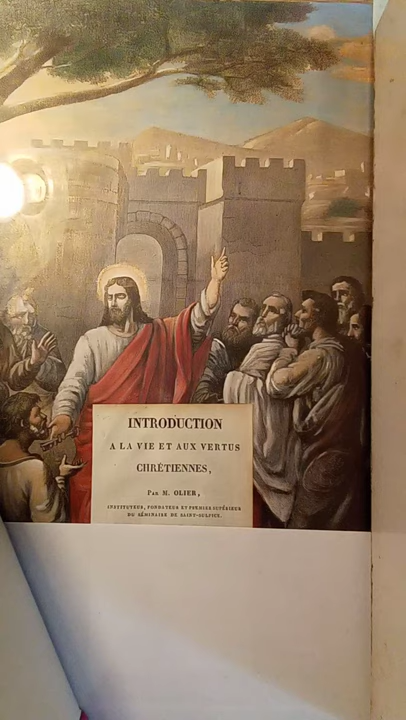 INTRODUCTION
A LA VIE ET AUX VERTUS
CHRÉTIENNES,
PAR M. OLIER,
INSTITUTEUR, FONDATEUR ET PREMIER SUPÉRIEUR
DU SÉMINAIRE DE SAINT-SULPICE.